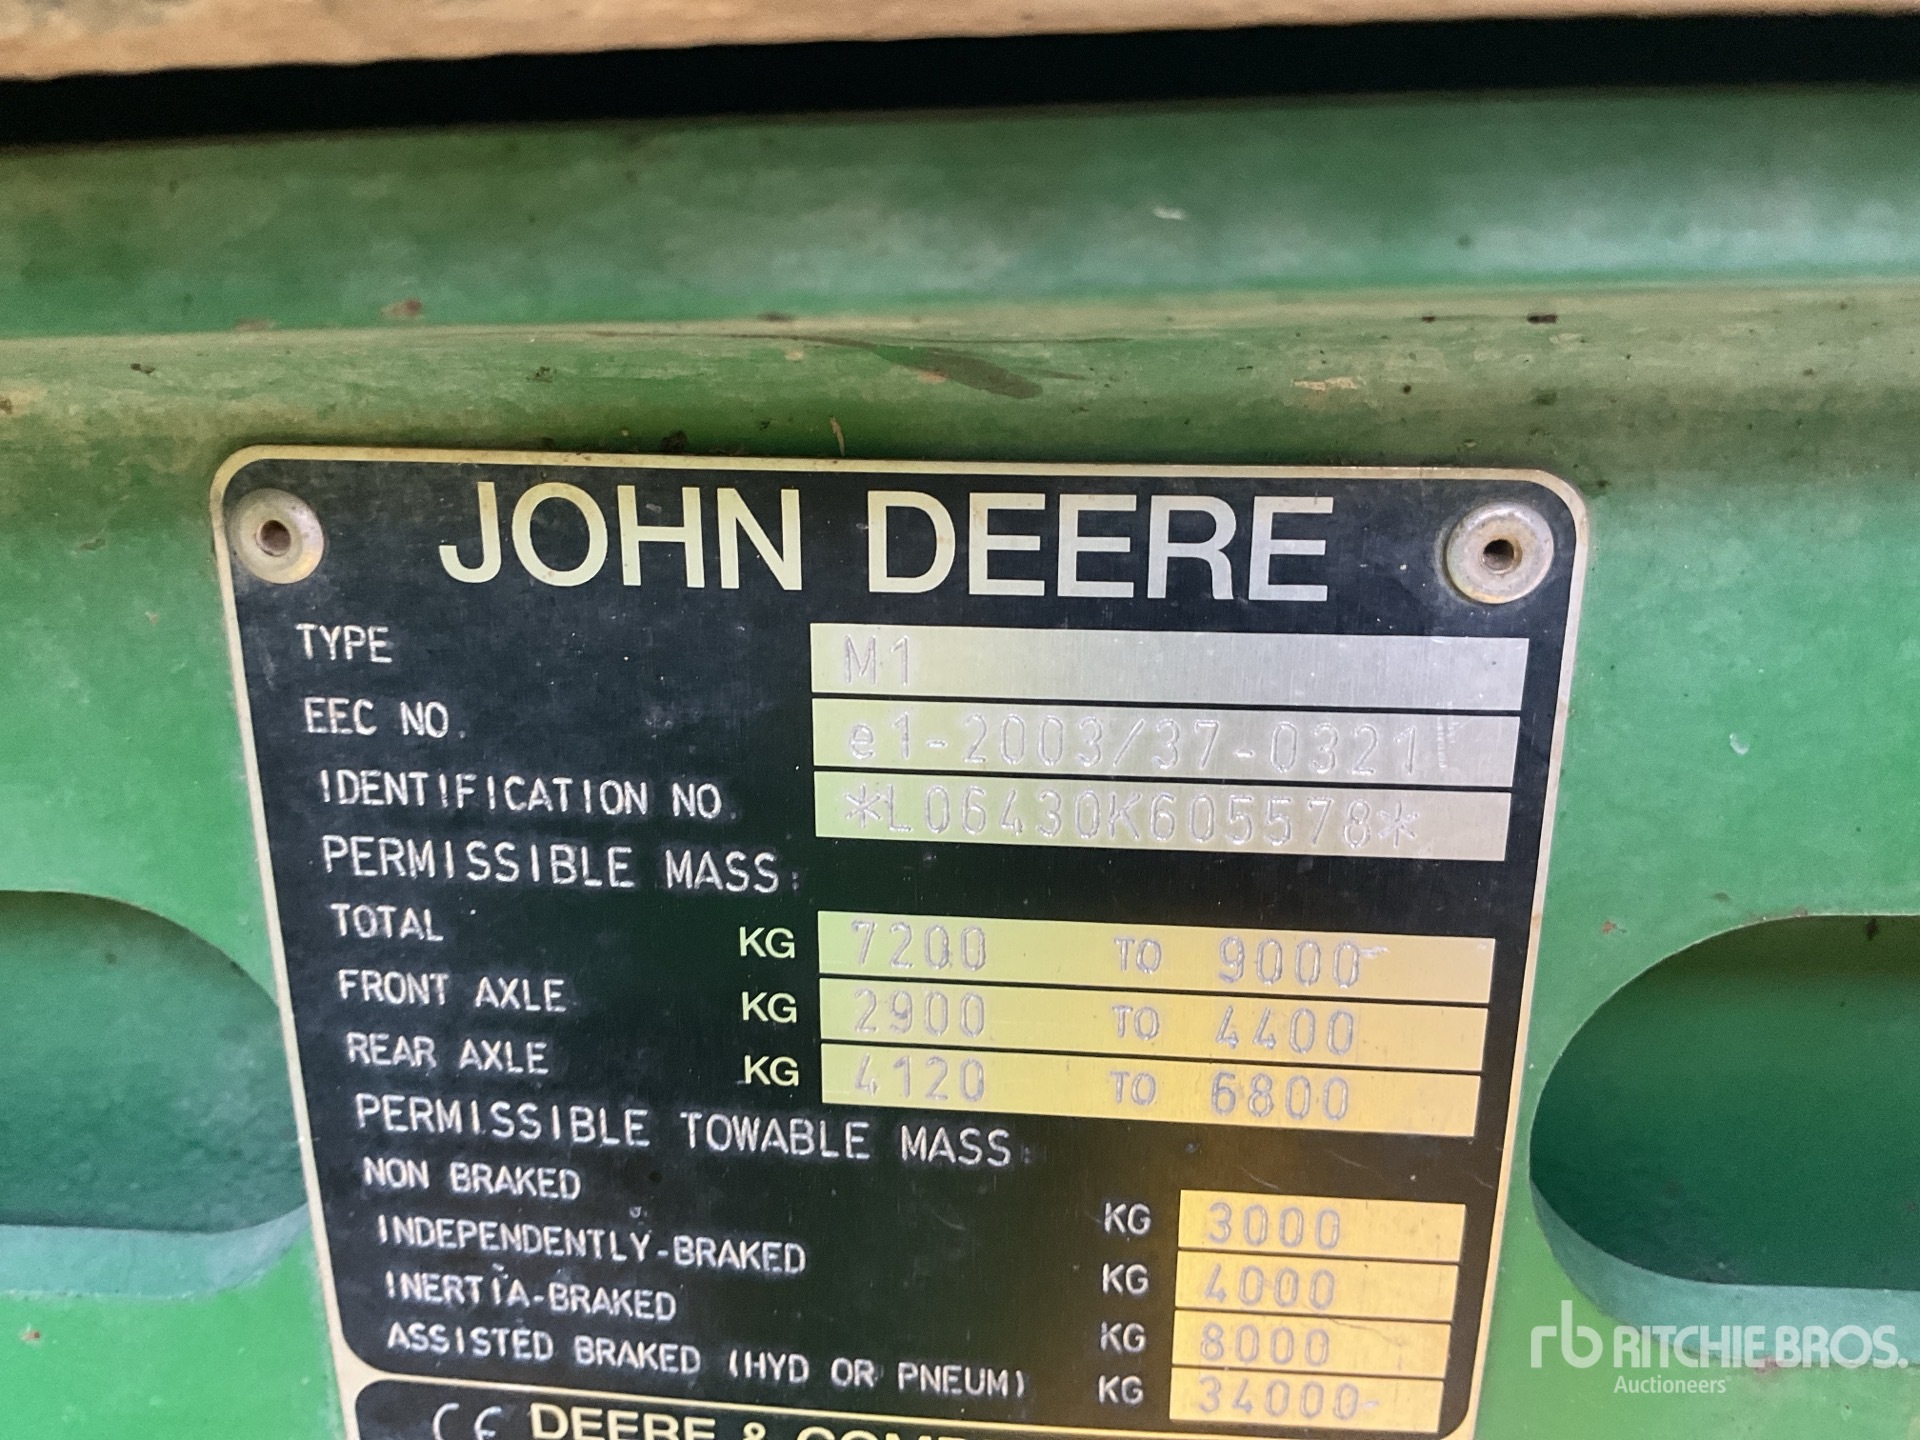 JOHN DEERE
TYPE M1
EEC NO. e1-2003/37-0321
IDENTIFICATION NO. *L06430K605578*
PERMISSIBLE MASS:
TOTAL KG 7200 TO 9000
FRONT AXLE KG 2900 TO 4400
REAR AXLE KG 4120 TO 6800
PERMISSIBLE TOWABLE MASS:
NON BRAKED KG 3000
INDEPENDENTLY-BRAKED KG 4000
INERTIA-BRAKED KG 8000
ASSISTED BRAKED (HYD OR PNEUM) KG 34000
CE DEERE &
rb RITCHIE BROS.
Auctioneers